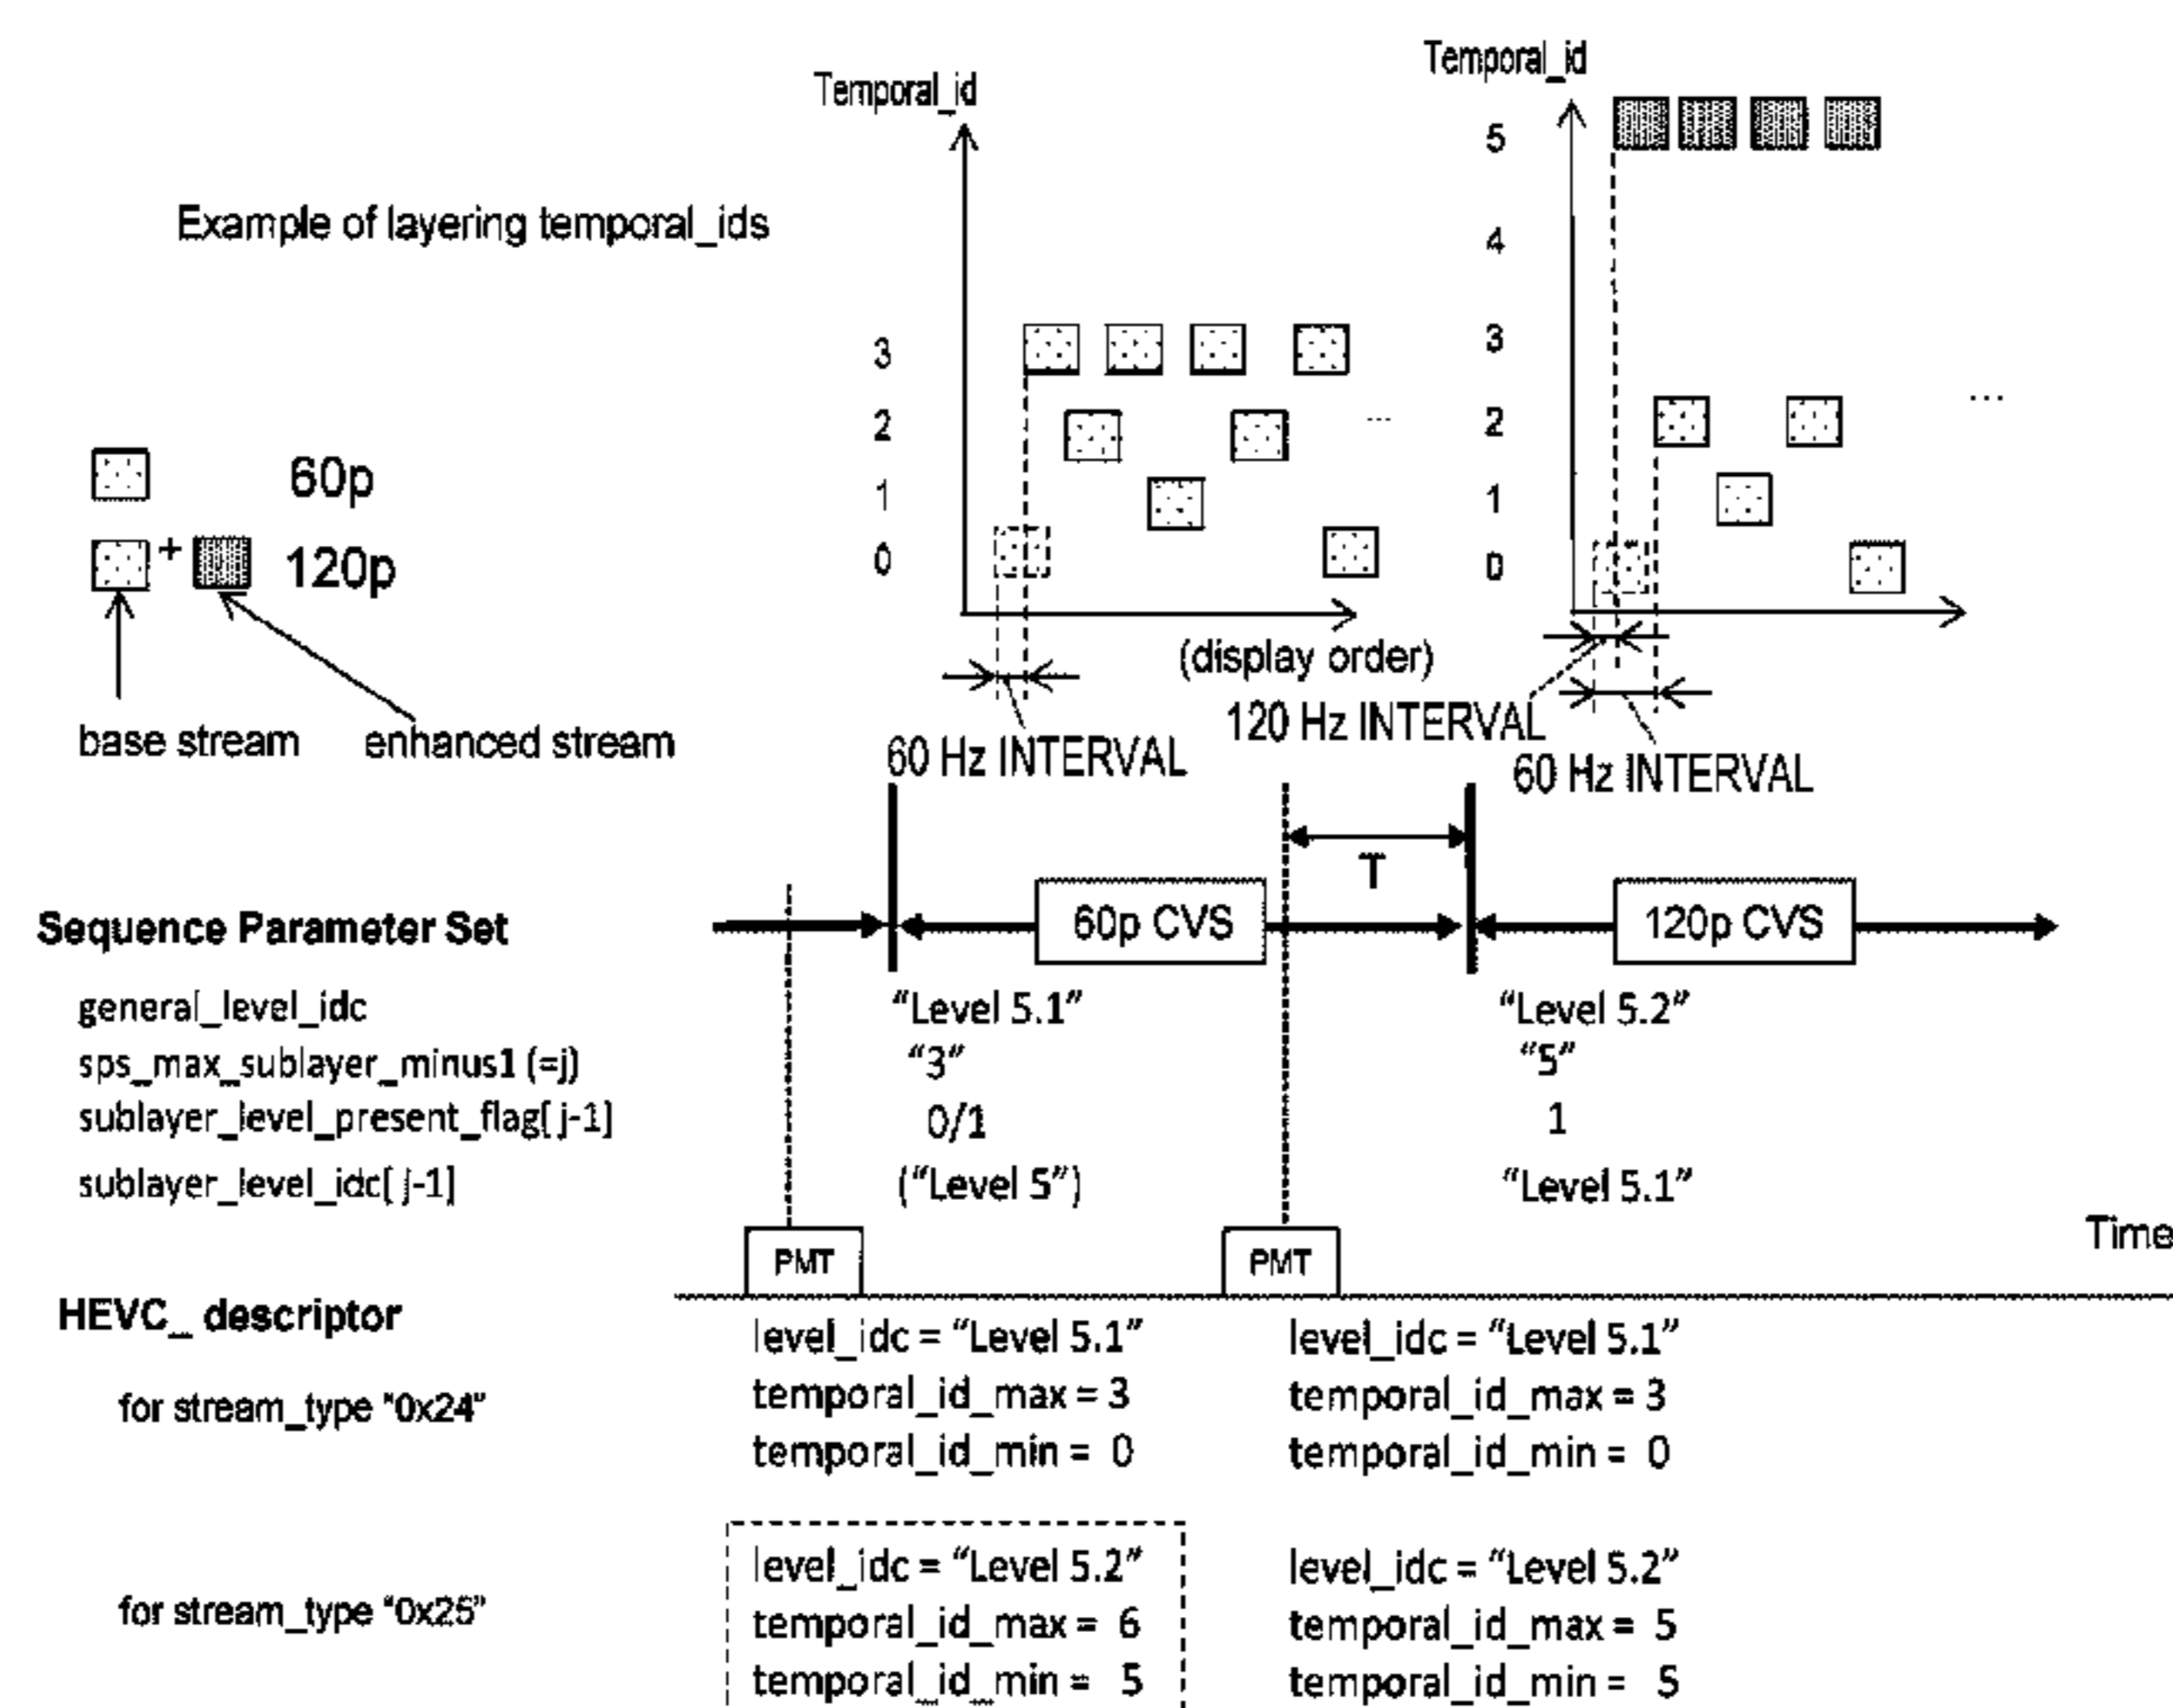 Temporal_id
Temporal_id
Example of layering temporal_ids
3
2
1
0
...
5
4
3
2
1
0
...
60p
+
120p
base stream
enhanced stream
(display order)
60 Hz INTERVAL
120 Hz INTERVAL
60 Hz INTERVAL
T
60p CVS
120p CVS
Sequence Parameter Set
general_level_idc "Level 5.1" "Level 5.2"
sps_max_sublayer_minus1 (=j) "3" "5"
sublayer_level_present_flag[ j-1] 0/1 1
sublayer_level_idc[ j-1] ("Level 5") "Level 5.1"
Time
PMT PMT
HEVC_ descriptor
for stream_type "0x24"
level_idc = "Level 5.1"
temporal_id_max = 3
temporal_id_min = 0
level_idc = "Level 5.1"
temporal_id_max = 3
temporal_id_min = 0
for stream_type "0x25"
level_idc = "Level 5.2"
temporal_id_max = 6
temporal_id_min = 5
level_idc = "Level 5.2"
temporal_id_max = 5
temporal_id_min = 5